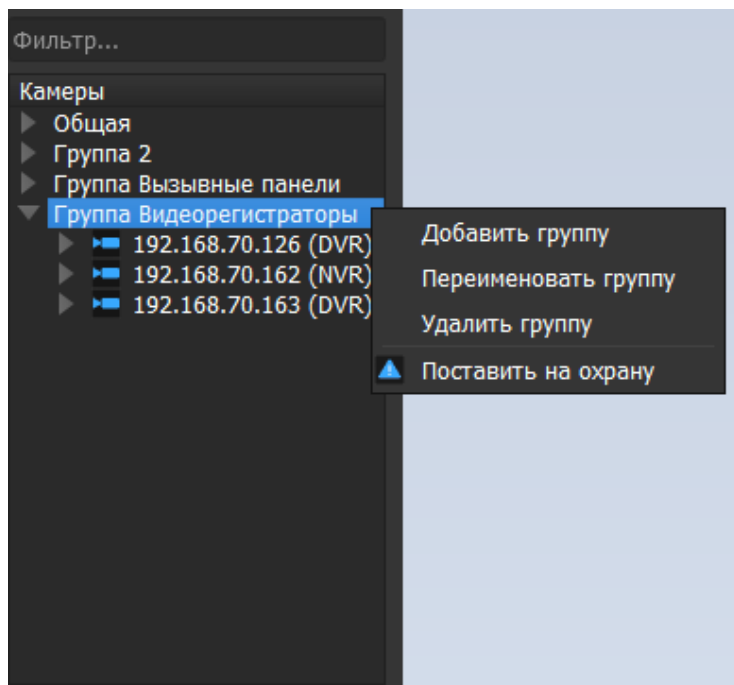 Фильтр...
Камеры
Общая
Группа 2
Группа Вызывные панели
Группа Видеорегистраторы
192.168.70.126 (DVR)
192.168.70.162 (NVR)
192.168.70.163 (DVR)
Добавить группу
Переименовать группу
Удалить группу
Поставить на охрану